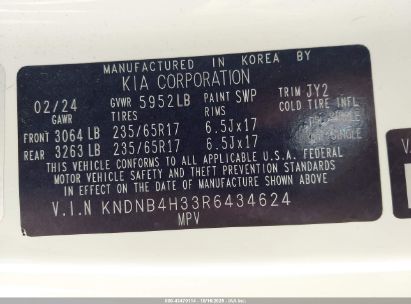 MANUFACTURED IN KOREA BY
KIA CORPORATION
02/24 GVWR 5952LB PAINT SWP TRIM JY2
GAWR TIRES COLD TIRE INFL
FRONT 3064 LB 235/65R17 6.5Jx17 SINGLE
REAR 3263 LB 235/65R17 6.5Jx17 SINGLE
THIS VEHICLE CONFORMS TO ALL APPLICABLE U.S.A. FEDERAL
MOTOR VEHICLE SAFETY AND THEFT PREVENTION STANDARDS
IN EFFECT ON THE DATE OF MANUFACTURE SHOWN ABOVE
V.I.N KNDNB4H33R6434624
MPV